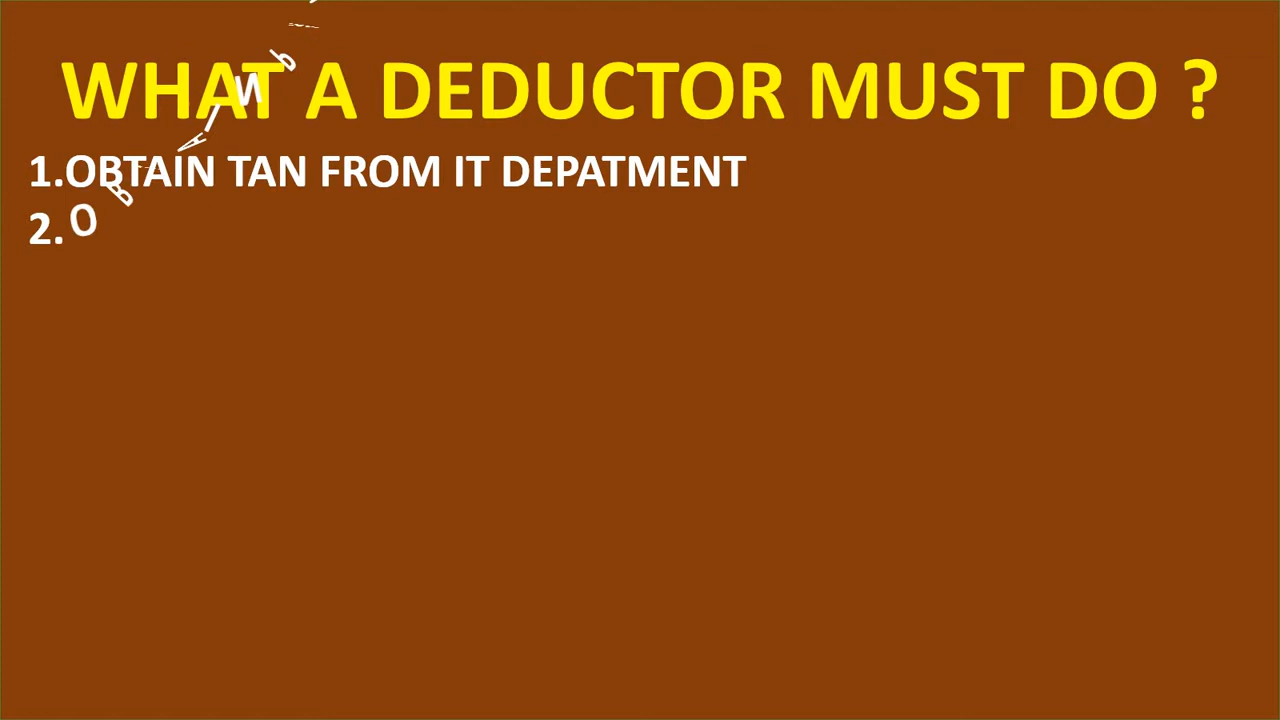 WHAT A DEDUCTOR MUST DO ?
1.OBTAIN TAN FROM IT DEPATMENT
2.O